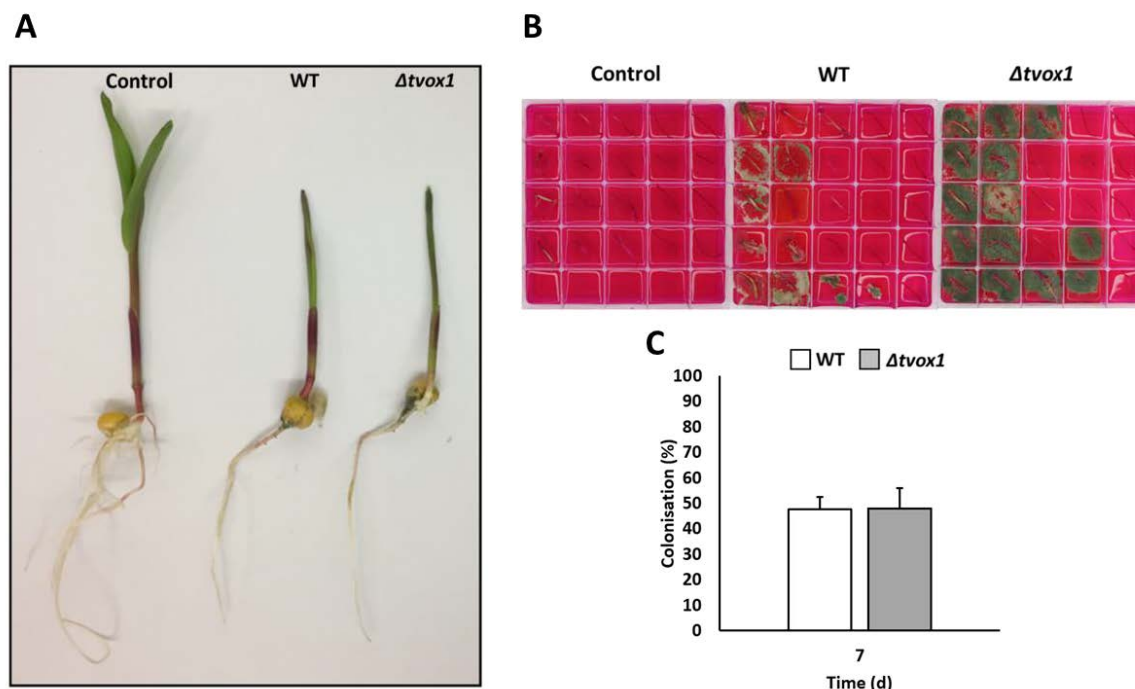 A
Control WT Δtvox1
B
Control WT Δtvox1
C
WT Δtvox1
100
90
80
70
60
50
40
30
20
10
0
Colonisation (%)
7
Time (d)